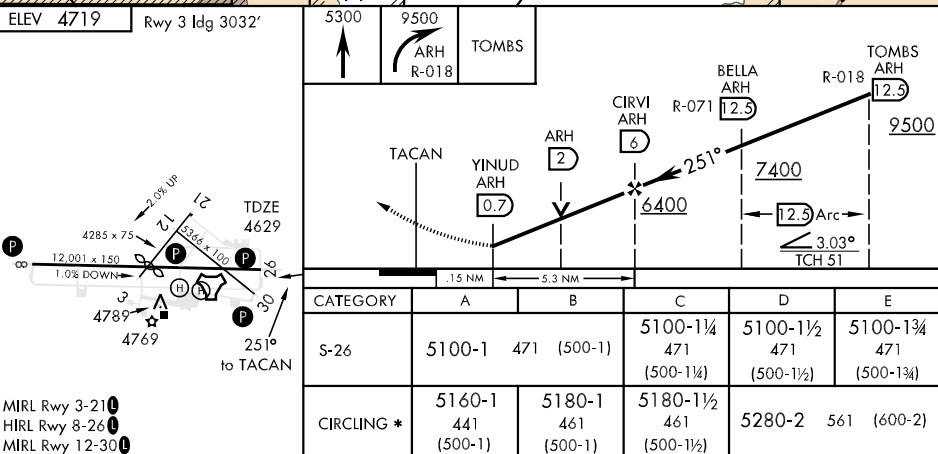 ELEV 4719
Rwy 3 ldg 3032'
5300
9500
ARH
R-018
TOMBS
TOMBS
ARH
R-018
12.5
9500
BELLA
ARH
R-071
12.5
7400
CIRVI
ARH
6
6400
251°
ARH
2
YINUD
ARH
0.7
TACAN
12.5 Arc
3.03°
TCH 51
.15 NM
5.3 NM
2.0% UP
21
12
TDZE
4629
4285 x 75
5366 x 100
P
P
P
8
12,001 x 150
1.0% DOWN
26
H
H
3
30
4789
P
4769
251°
to TACAN
MIRL Rwy 3-21 L
HIRL Rwy 8-26 L
MIRL Rwy 12-30 L
CATEGORY A B C D E
S-26
5100-1 471 (500-1)
5100-1¼
471
(500-1¼)
5100-1½
471
(500-1½)
5100-1¾
471
(500-1¾)
CIRCLING *
5160-1
441
(500-1)
5180-1
461
(500-1)
5180-1½
461
(500-1½)
5280-2 561 (600-2)